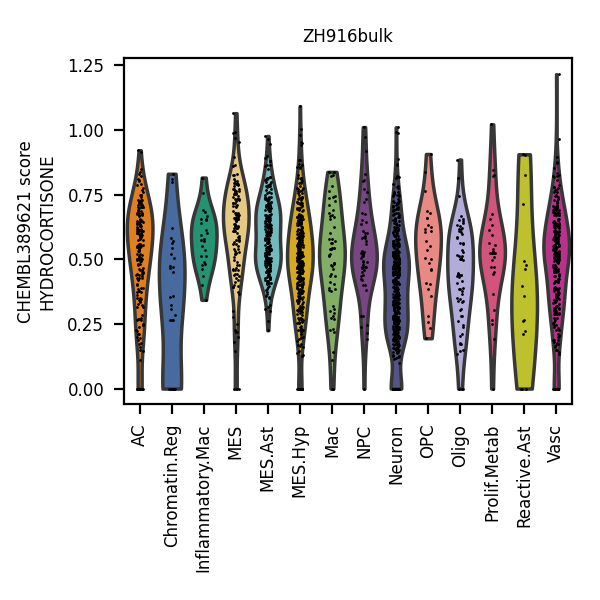 ZH916bulk
CHEMBL389621 score
HYDROCORTISONE
1.25
1.00
0.75
0.50
0.25
0.00
AC
Chromatin.Reg
Inflammatory.Mac
MES
MES.Ast
MES.Hyp
Mac
NPC
Neuron
OPC
Oligo
Prolif.Metab
Reactive.Ast
Vasc